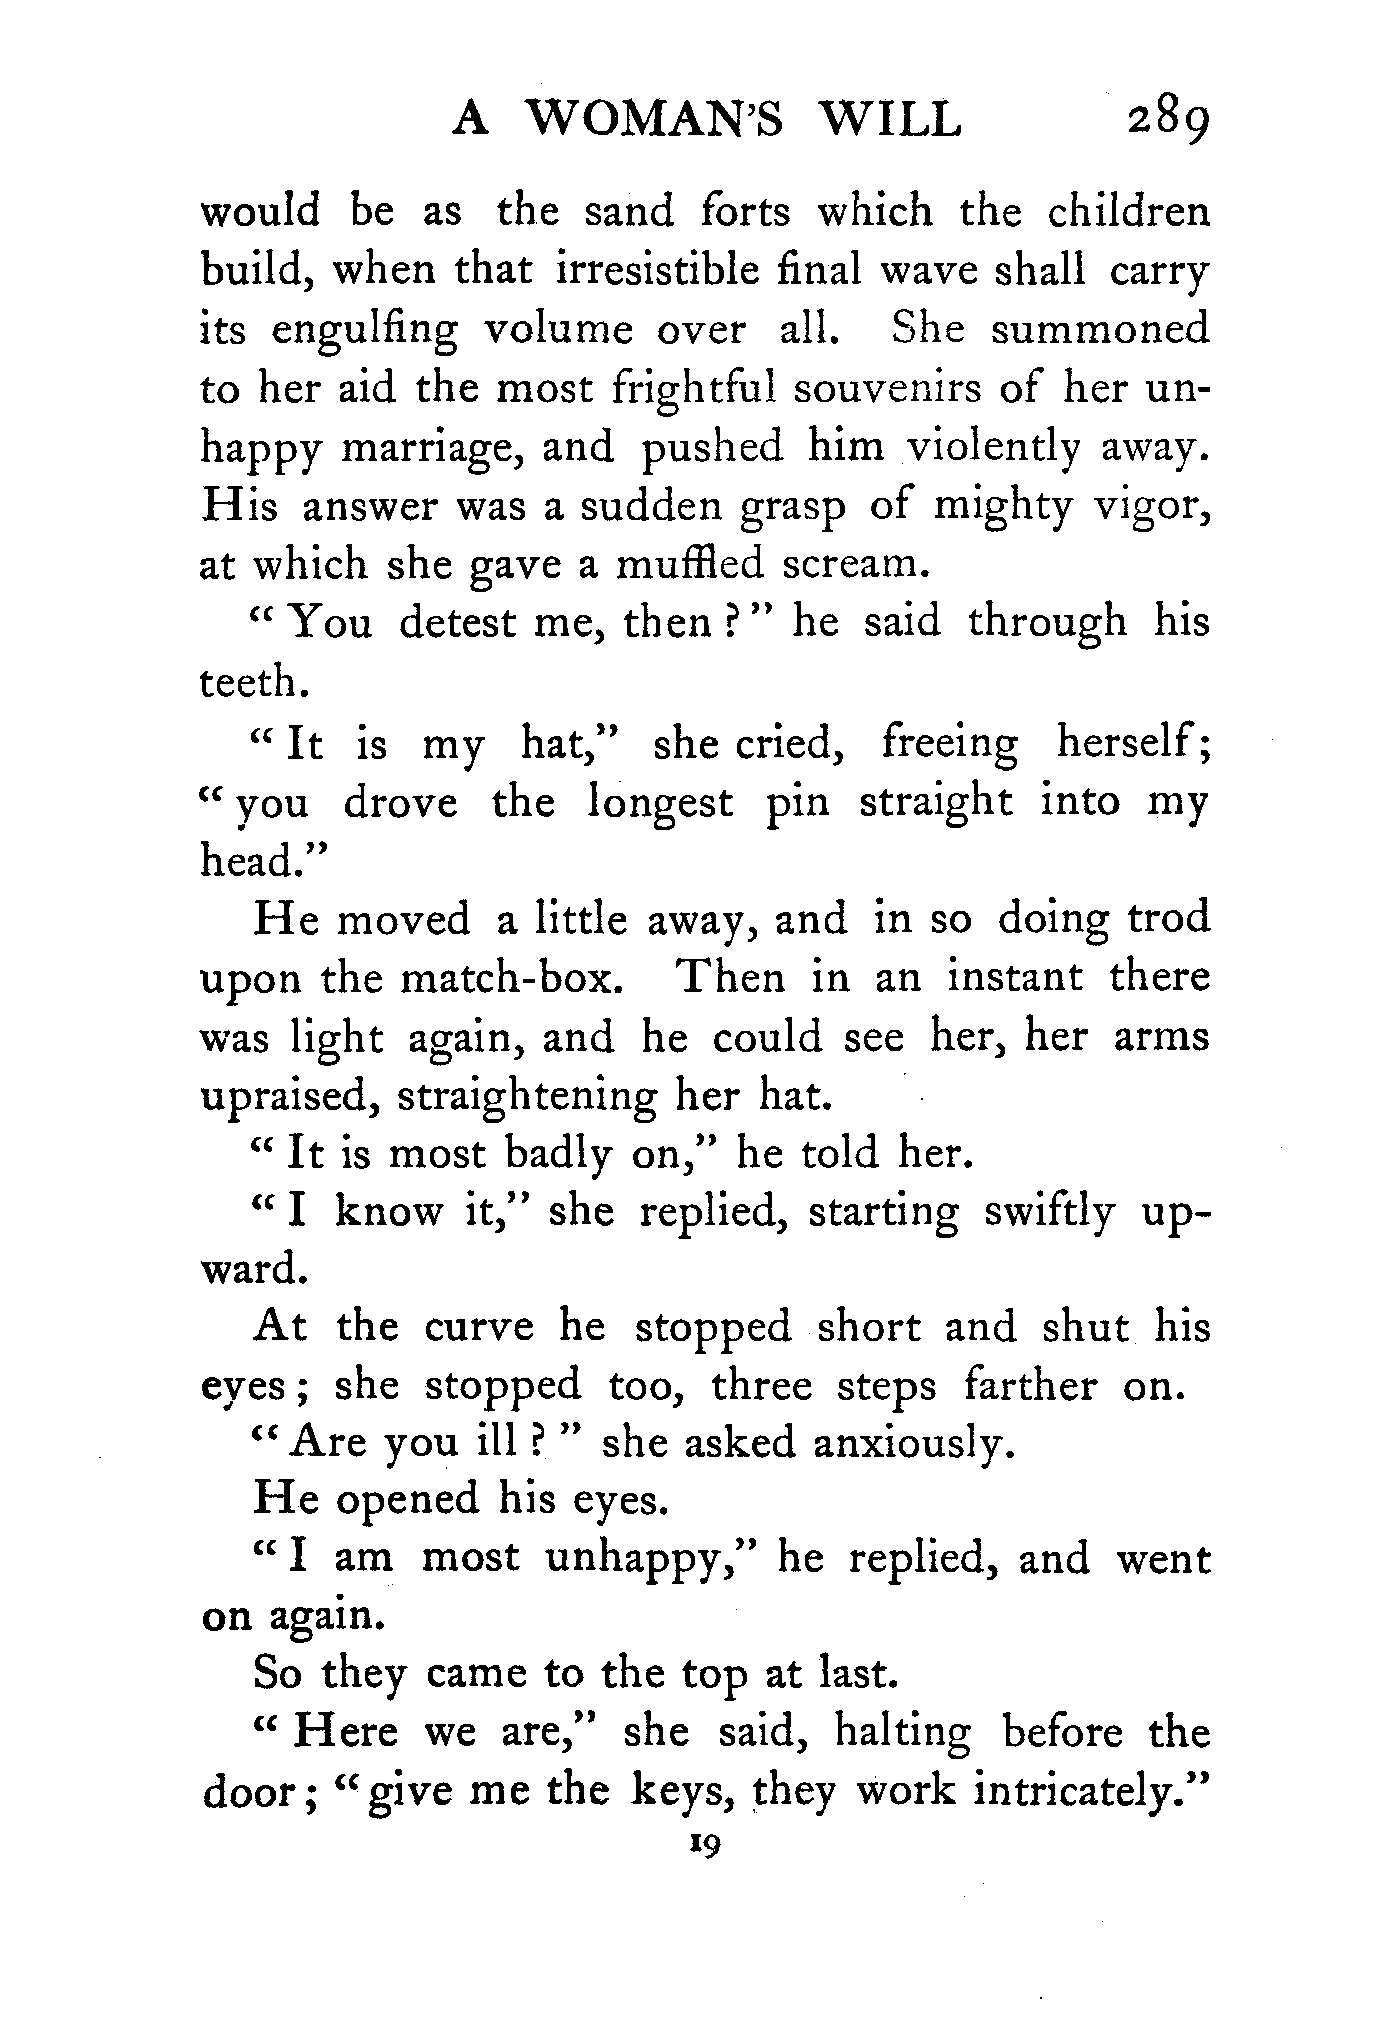 A WOMAN'S WILL 289
would be as the sand forts which the children
build, when that irresistible final wave shall carry
its engulfing volume over all. She summoned
to her aid the most frightful souvenirs of her un-
happy marriage, and pushed him violently away.
His answer was a sudden grasp of mighty vigor,
at which she gave a muffled scream.
“ You detest me, then ? ” he said through his
teeth.
“ It is my hat,” she cried, freeing herself ;
“ you drove the longest pin straight into my
head.”
He moved a little away, and in so doing trod
upon the match-box. Then in an instant there
was light again, and he could see her, her arms
upraised, straightening her hat.
“ It is most badly on,” he told her.
“ I know it,” she replied, starting swiftly up-
ward.
At the curve he stopped short and shut his
eyes ; she stopped too, three steps farther on.
“ Are you ill ? ” she asked anxiously.
He opened his eyes.
“ I am most unhappy,” he replied, and went
on again.
So they came to the top at last.
“ Here we are,” she said, halting before the
door ; “ give me the keys, they work intricately.”
19